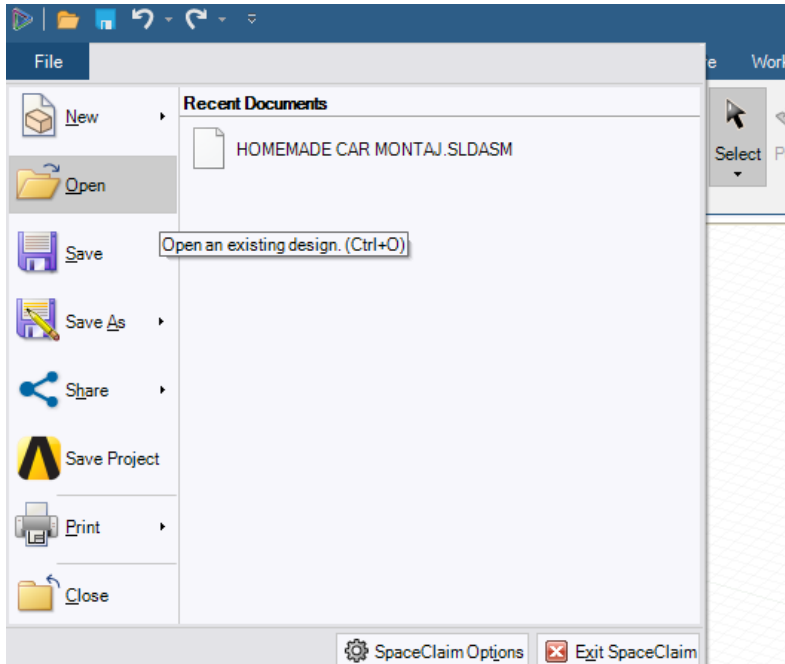 File
e Work
New
Recent Documents
HOMEMADE CAR MONTAJ.SLDASM
Select P
Open
Open an existing design. (Ctrl+O)
Save
Save As
Share
Save Project
Print
Close
SpaceClaim Options
Exit SpaceClaim